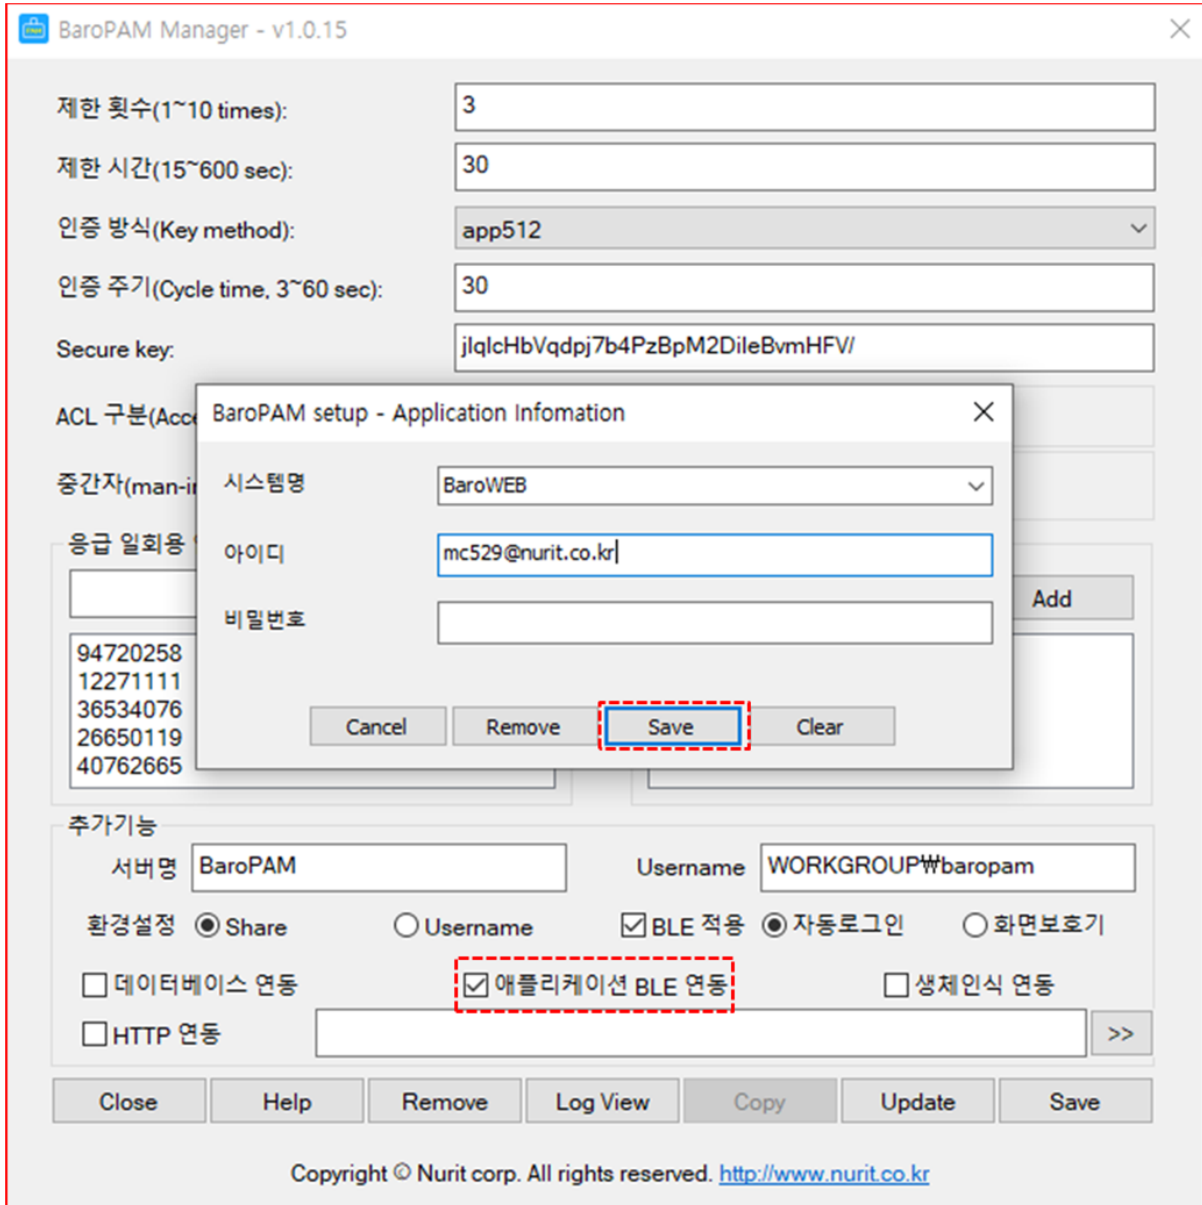 BaroPAM Manager - v1.0.15
제한 횟수(1~10 times): 3
제한 시간(15~600 sec): 30
인증 방식(Key method): app512
인증 주기(Cycle time, 3~60 sec): 30
Secure key: jIqlcHbVqdpj7b4PzBpM2DileBvmHFV/
ACL 구분(Acce
BaroPAM setup - Application Infomation
중간자(man-in
시스템명 BaroWEB
응급 일회용
아이디 mc529@nurit.co.kr
Add
비밀번호
94720258
12271111
36534076
26650119
40762665
Cancel Remove Save Clear
추가기능
서버명 BaroPAM Username WORKGROUP₩baropam
환경설정 Share Username BLE 적용 자동로그인 화면보호기
데이터베이스 연동 애플리케이션 BLE 연동 생체인식 연동
HTTP 연동 >>
Close Help Remove Log View Copy Update Save
Copyright © Nurit corp. All rights reserved. http://www.nurit.co.kr